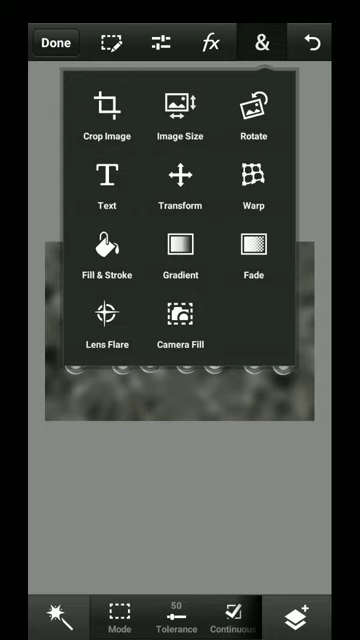 Done fx &
Crop Image Image Size Rotate
T
Text Transform Warp
Fill & Stroke Gradient Fade
Lens Flare Camera Fill
50
Mode Tolerance Continuous